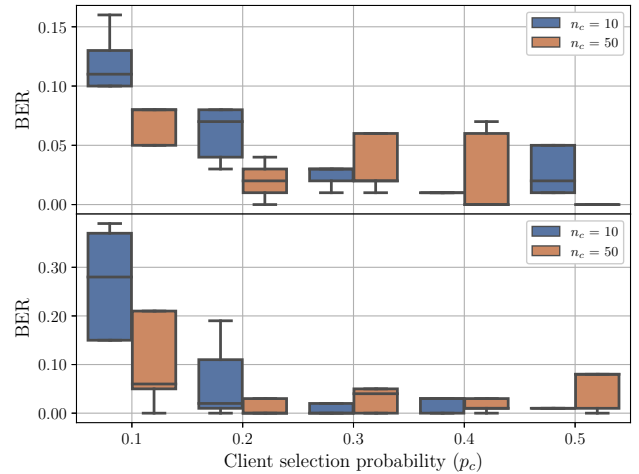 0.15
0.10
0.05
0.00
BER
n_c = 10
n_c = 50
0.30
0.20
0.10
0.00
BER
n_c = 10
n_c = 50
0.1 0.2 0.3 0.4 0.5
Client selection probability (p_c)